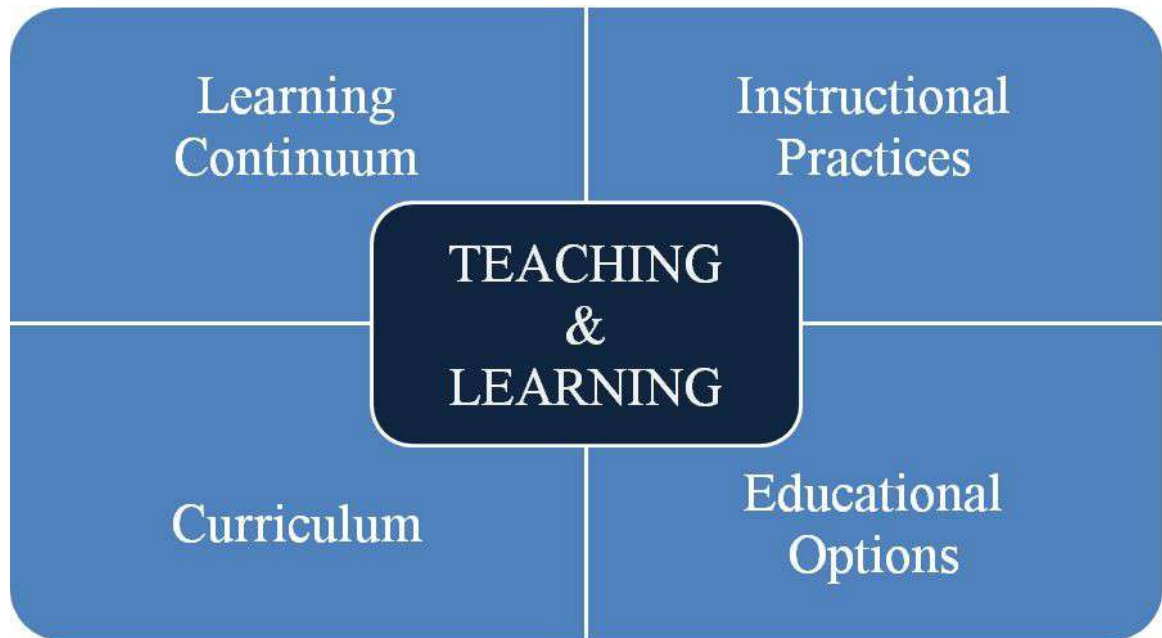 Learning
Continuum
Instructional
Practices
TEACHING
&
LEARNING
Curriculum
Educational
Options